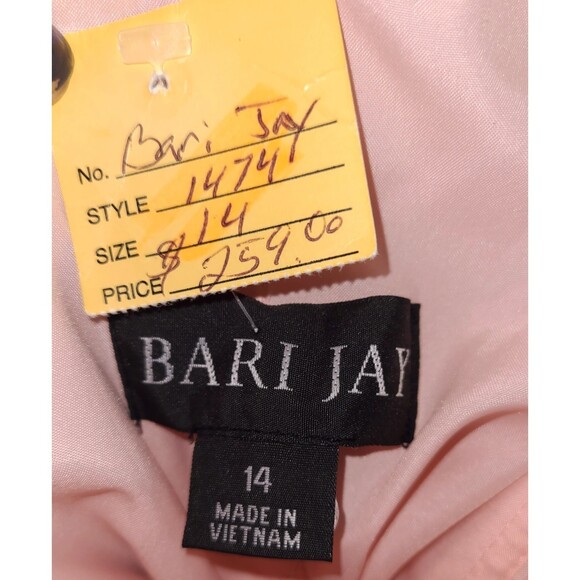 No. Bari Jay
STYLE 1474
SIZE 14
PRICE $259.00
BARI JAY
14
MADE IN
VIETNAM